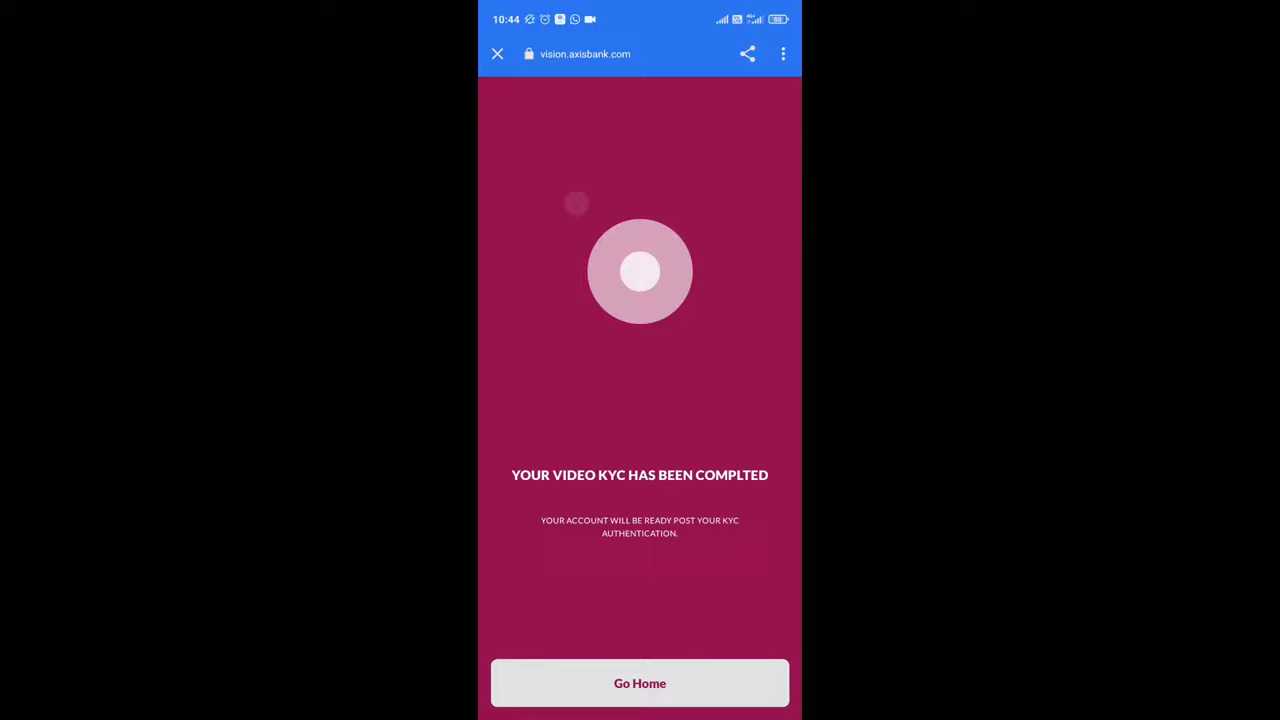 10:44
vision.axisbank.com
YOUR VIDEO KYC HAS BEEN COMPLTED
YOUR ACCOUNT WILL BE READY POST YOUR KYC
AUTHENTICATION.
Go Home